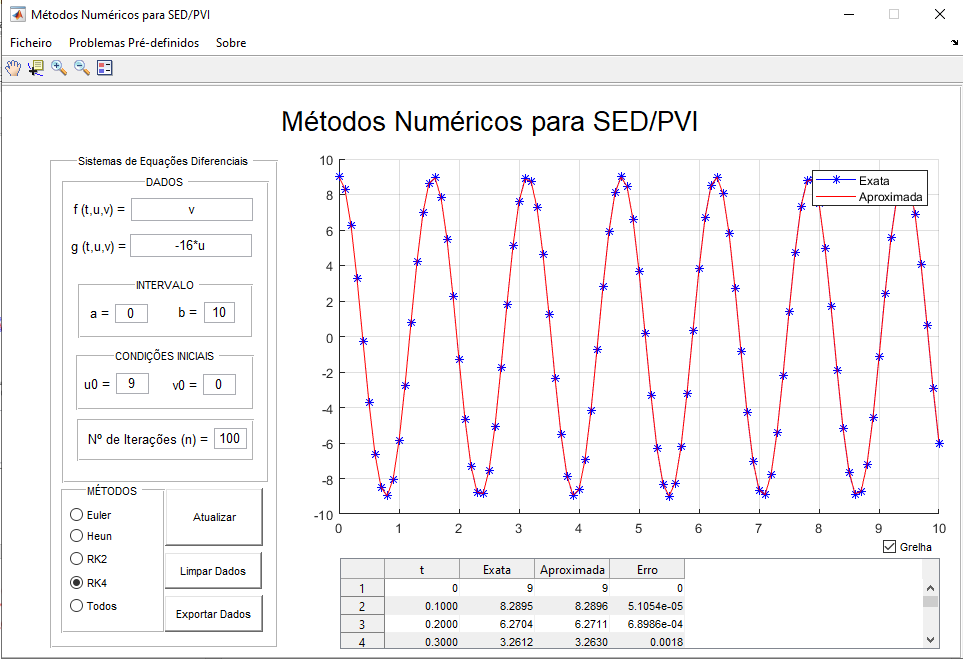 Métodos Numéricos para SED/PVI
Ficheiro Problemas Pré-definidos Sobre
Métodos Numéricos para SED/PVI
Sistemas de Equações Diferenciais
DADOS
f (t,u,v) = v
g (t,u,v) = -16*u
INTERVALO
a = 0 b = 10
CONDIÇÕES INICIAIS
u0 = 9 v0 = 0
Nº de Iterações (n) = 100
MÉTODOS
Euler
Heun
RK2
RK4
Todos
Atualizar
Limpar Dados
Exportar Dados
10
8
6
4
2
0
-2
-4
-6
-8
-10
0 1 2 3 4 5 6 7 8 9 10
Exata
Aproximada
Grelha
t Exata Aproximada Erro
1 0 9 9 0
2 0.1000 8.2895 8.2896 5.1054e-05
3 0.2000 6.2704 6.2711 6.8986e-04
4 0.3000 3.2612 3.2630 0.0018